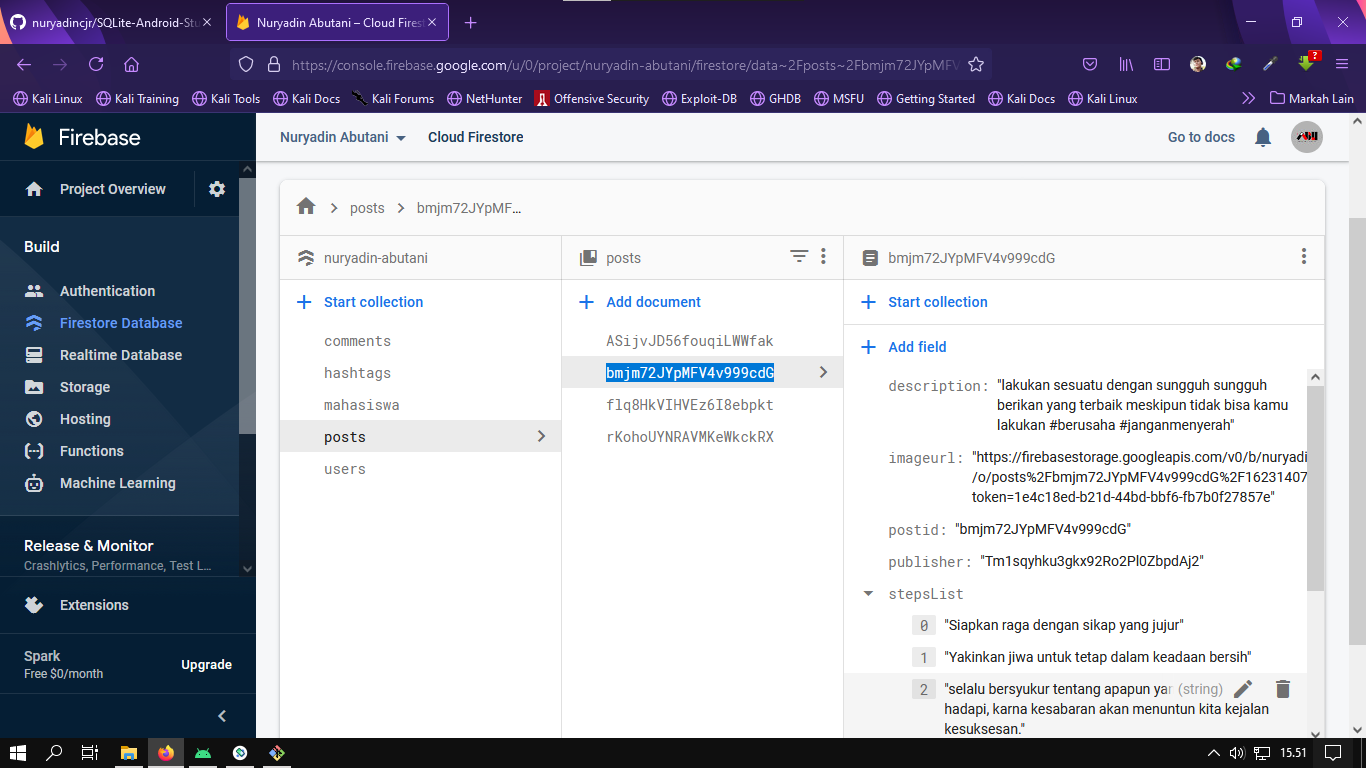 nuryadincjr/SQLite-Android-Stu
Nuryadin Abutani – Cloud Fires
https://console.firebase.google.com/u/0/project/nuryadin-abutani/firestore/data~2Fposts~2Fbmjm72JYpMFV
?
Kali Linux Kali Training Kali Tools Kali Docs Kali Forums NetHunter Offensive Security Exploit-DB GHDB MSFU Getting Started Kali Docs Kali Linux Markah Lain
Firebase
Nuryadin Abutani Cloud Firestore Go to docs
Project Overview
Build
Authentication
Firestore Database
Realtime Database
Storage
Hosting
Functions
Machine Learning
Release & Monitor
Crashlytics, Performance, Test L...
Extensions
Spark
Free $0/month
Upgrade
posts bmjm72JYpMF...
nuryadin-abutani
Start collection
comments
hashtags
mahasiswa
posts
users
posts
Add document
ASijvJD56fouqiLWWfak
bmjm72JYpMFV4v999cdG
flq8HkVIHVEz6I8ebpkt
rKohoUYNRAVMKeWkckRX
bmjm72JYpMFV4v999cdG
Start collection
Add field
description: "lakukan sesuatu dengan sungguh sungguh
berikan yang terbaik meskipun tidak bisa kamu
lakukan #berusaha #janganmenyerah"
imageurl: "https://firebasestorage.googleapis.com/v0/b/nuryadi
/o/posts%2Fbmjm72JYpMFV4v999cdG%2F16231407
token=1e4c18ed-b21d-44bd-bbf6-fb7b0f27857e"
postid: "bmjm72JYpMFV4v999cdG"
publisher: "Tm1sqyhku3gkx92Ro2Pl0ZbpdAj2"
stepsList
0 "Siapkan raga dengan sikap yang jujur"
1 "Yakinkan jiwa untuk tetap dalam keadaan bersih"
2 "selalu bersyukur tentang apapun yar (string)
hadapi, karna kesabaran akan menuntun kita kejalan
kesuksesan."
15.51